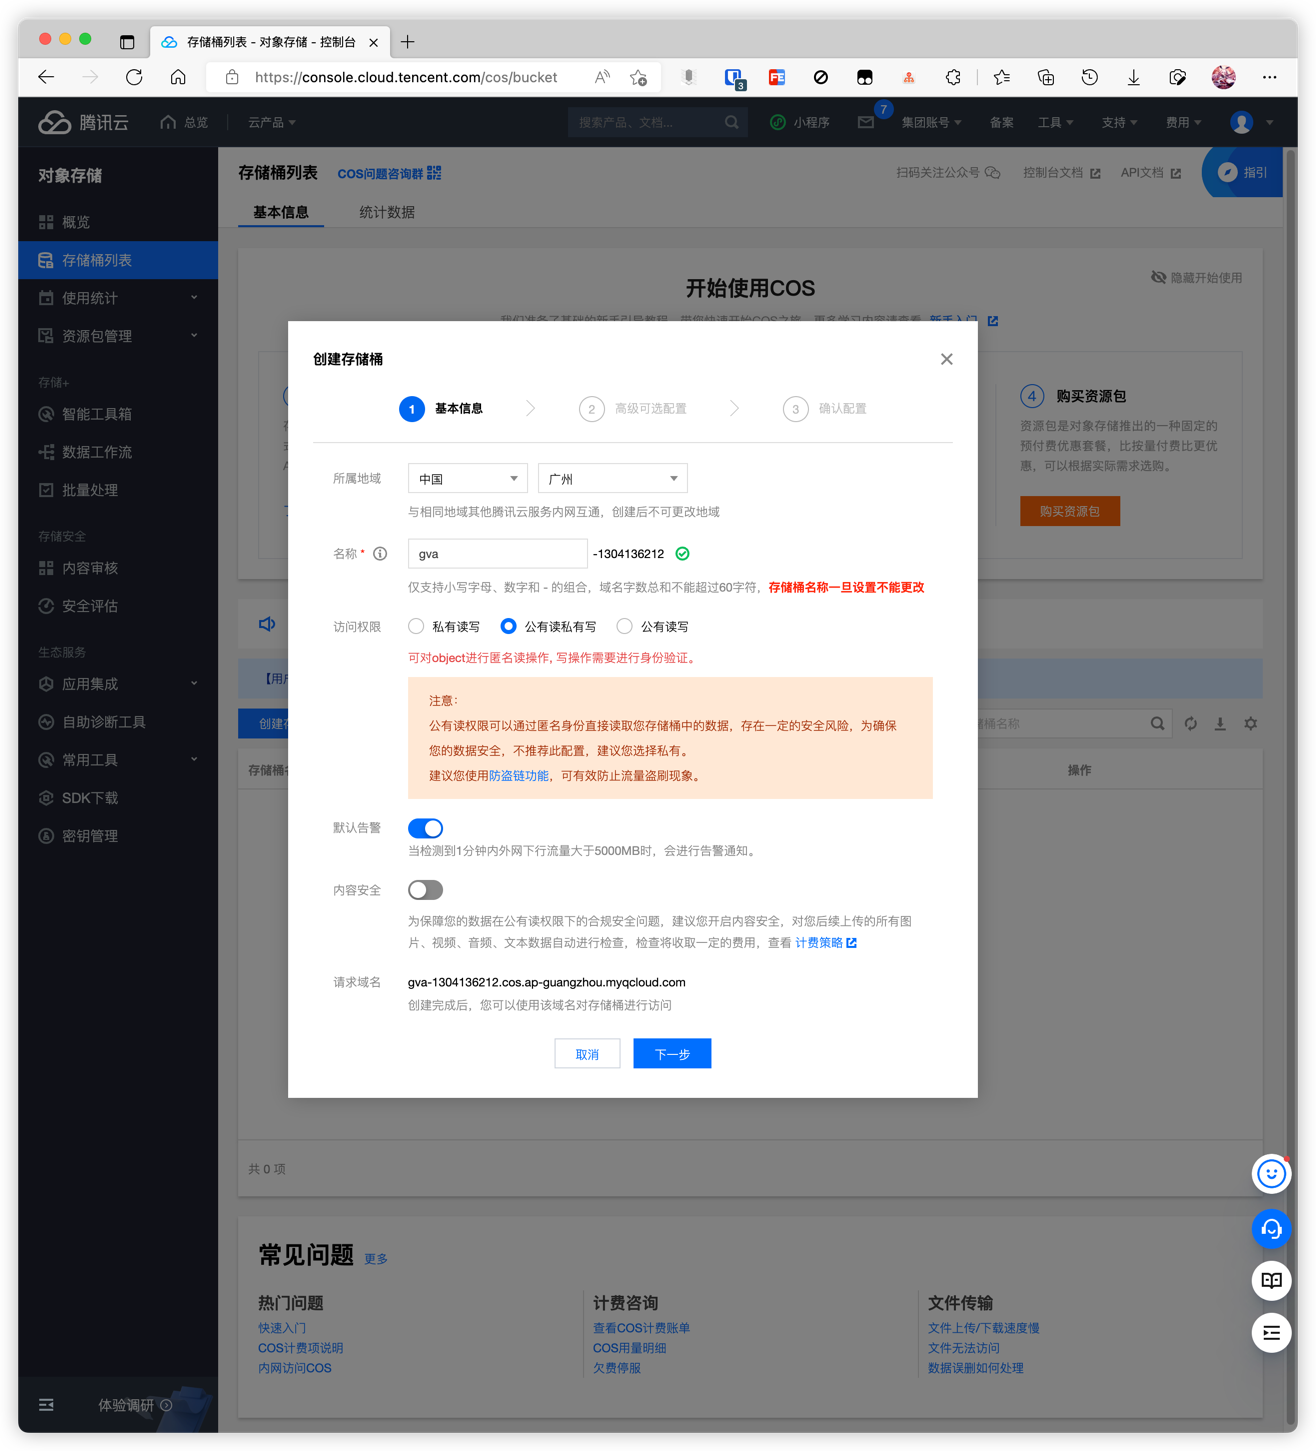 存储桶列表 - 对象存储 - 控制台
https://console.cloud.tencent.com/cos/bucket
3
腾讯云
总览
云产品
搜索产品、文档...
小程序
7
集团账号
备案
工具
支持
费用
对象存储
概览
存储桶列表
使用统计
资源包管理
存储+
智能工具箱
数据工作流
批量处理
存储安全
内容审核
安全评估
生态服务
应用集成
自助诊断工具
常用工具
SDK下载
密钥管理
体验调研
存储桶列表
COS问题咨询群
扫码关注公众号
控制台文档
API文档
指引
基本信息
统计数据
开始使用COS
隐藏开始使用
4 购买资源包
资源包是对象存储推出的一种固定的
预付费优惠套餐，比按量付费比更优
惠，可以根据实际需求选购。
购买资源包
创建存储桶
1 基本信息
2 高级可选配置
3 确认配置
所属地域
中国
广州
与相同地域其他腾讯云服务内网互通，创建后不可更改地域
名称 *
gva
-1304136212
仅支持小写字母、数字和 - 的组合，域名字数总和不能超过60字符，存储桶名称一旦设置不能更改
访问权限
私有读写
公有读私有写
公有读写
可对object进行匿名读操作, 写操作需要进行身份验证。
注意：
公有读权限可以通过匿名身份直接读取您存储桶中的数据，存在一定的安全风险，为确保
您的数据安全，不推荐此配置，建议您选择私有。
建议您使用防盗链功能，可有效防止流量盗刷现象。
默认告警
当检测到1分钟内外网下行流量大于5000MB时，会进行告警通知。
内容安全
为保障您的数据在公有读权限下的合规安全问题，建议您开启内容安全，对您后续上传的所有图
片、视频、音频、文本数据自动进行检查，检查将收取一定的费用，查看 计费策略
请求域名
gva-1304136212.cos.ap-guangzhou.myqcloud.com
创建完成后，您可以使用该域名对存储桶进行访问
取消
下一步
【用
创建
桶名称
存储桶
操作
共 0 项
常见问题
更多
热门问题
快速入门
COS计费项说明
内网访问COS
计费咨询
查看COS计费账单
COS用量明细
欠费停服
文件传输
文件上传/下载速度慢
文件无法访问
数据误删如何处理